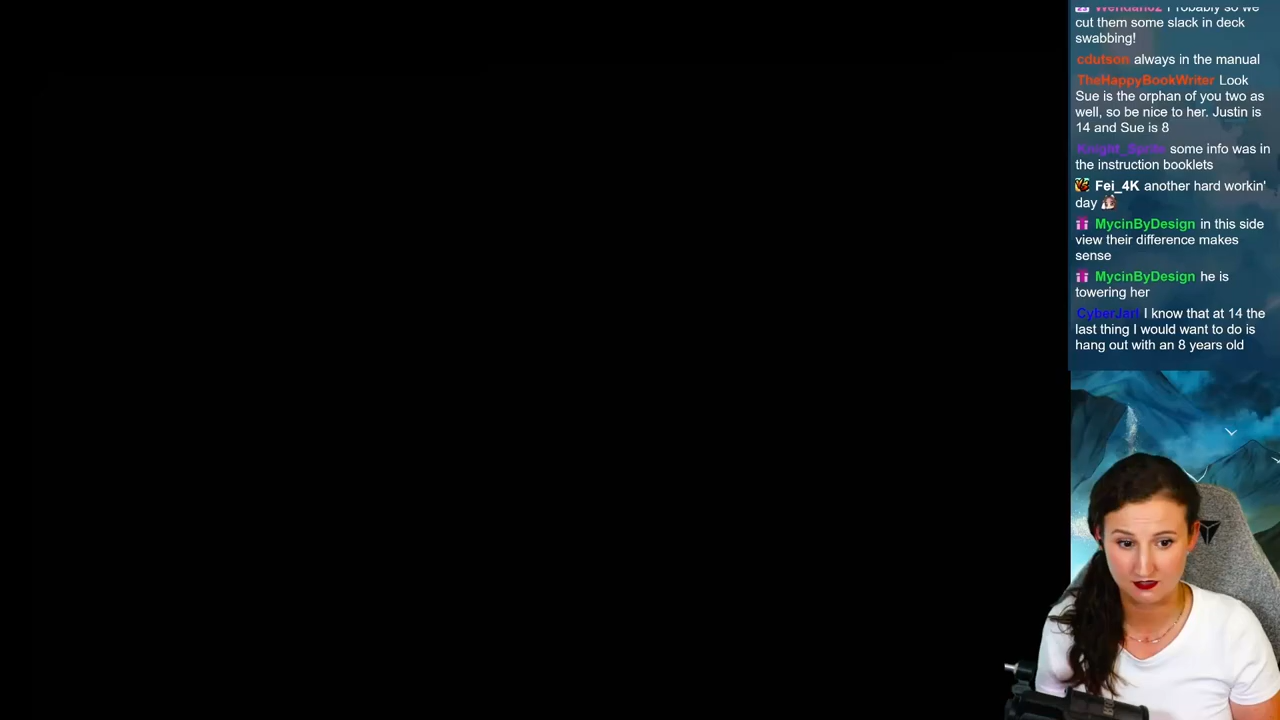 Wendano2 Probably so we
cut them some slack in deck
swabbing!
cdutson always in the manual
TheHappyBookWriter Look
Sue is the orphan of you two as
well, so be nice to her. Justin is
14 and Sue is 8
Knight_Sprite some info was in
the instruction booklets
Fei_4K another hard workin'
day
MycinByDesign in this side
view their difference makes
sense
MycinByDesign he is
towering her
CyberJart I know that at 14 the
last thing I would want to do is
hang out with an 8 years old